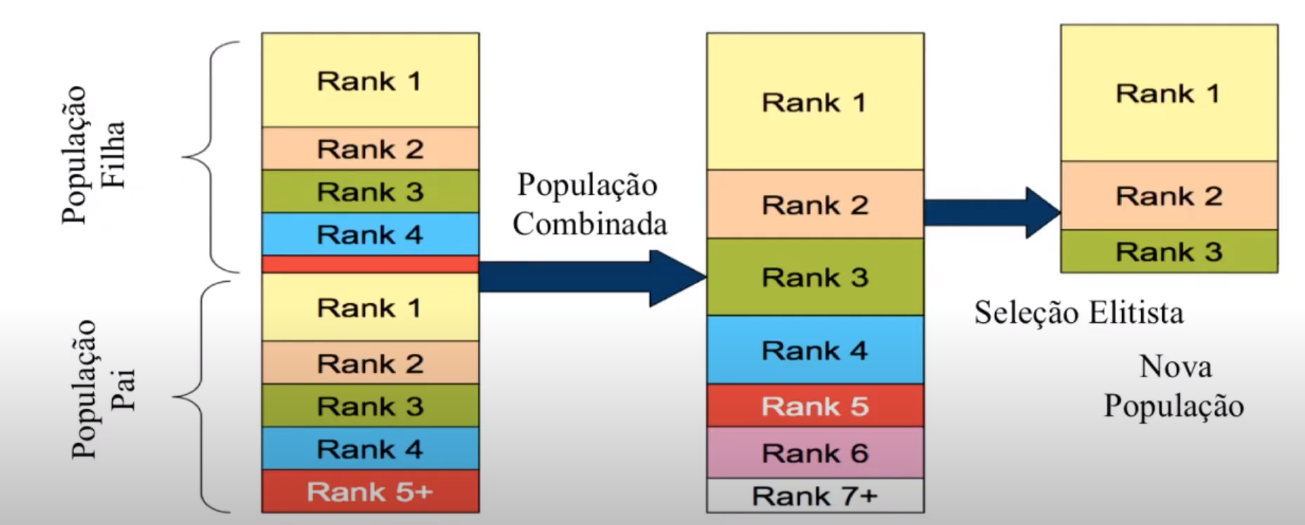 População
Filha
Rank 1
Rank 2
Rank 3
Rank 4
População
Pai
Rank 1
Rank 2
Rank 3
Rank 4
Rank 5+
População
Combinada
Rank 1
Rank 2
Rank 3
Rank 4
Rank 5
Rank 6
Rank 7+
Rank 1
Rank 2
Rank 3
Seleção Elitista
Nova
População